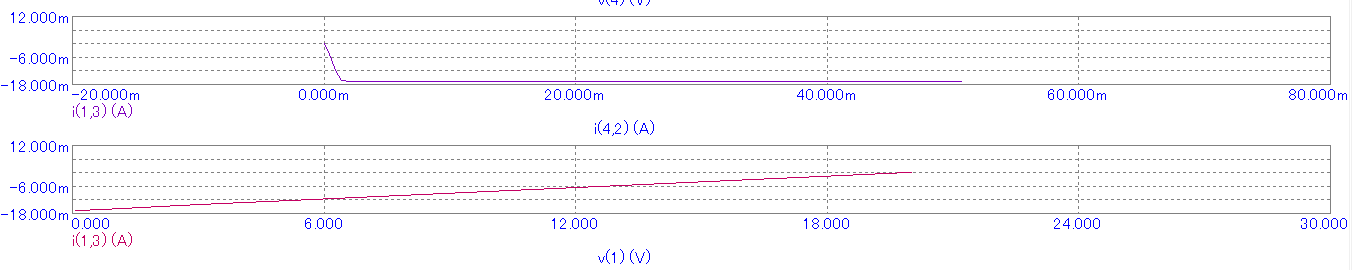 v(4) (V)
12.000m
-6.000m
-18.000m
-20.000m 0.000m 20.000m 40.000m 60.000m 80.000m
i(1,3) (A)
i(4,2) (A)
12.000m
-6.000m
-18.000m
0.000 6.000 12.000 18.000 24.000 30.000
i(1,3) (A)
v(1) (V)